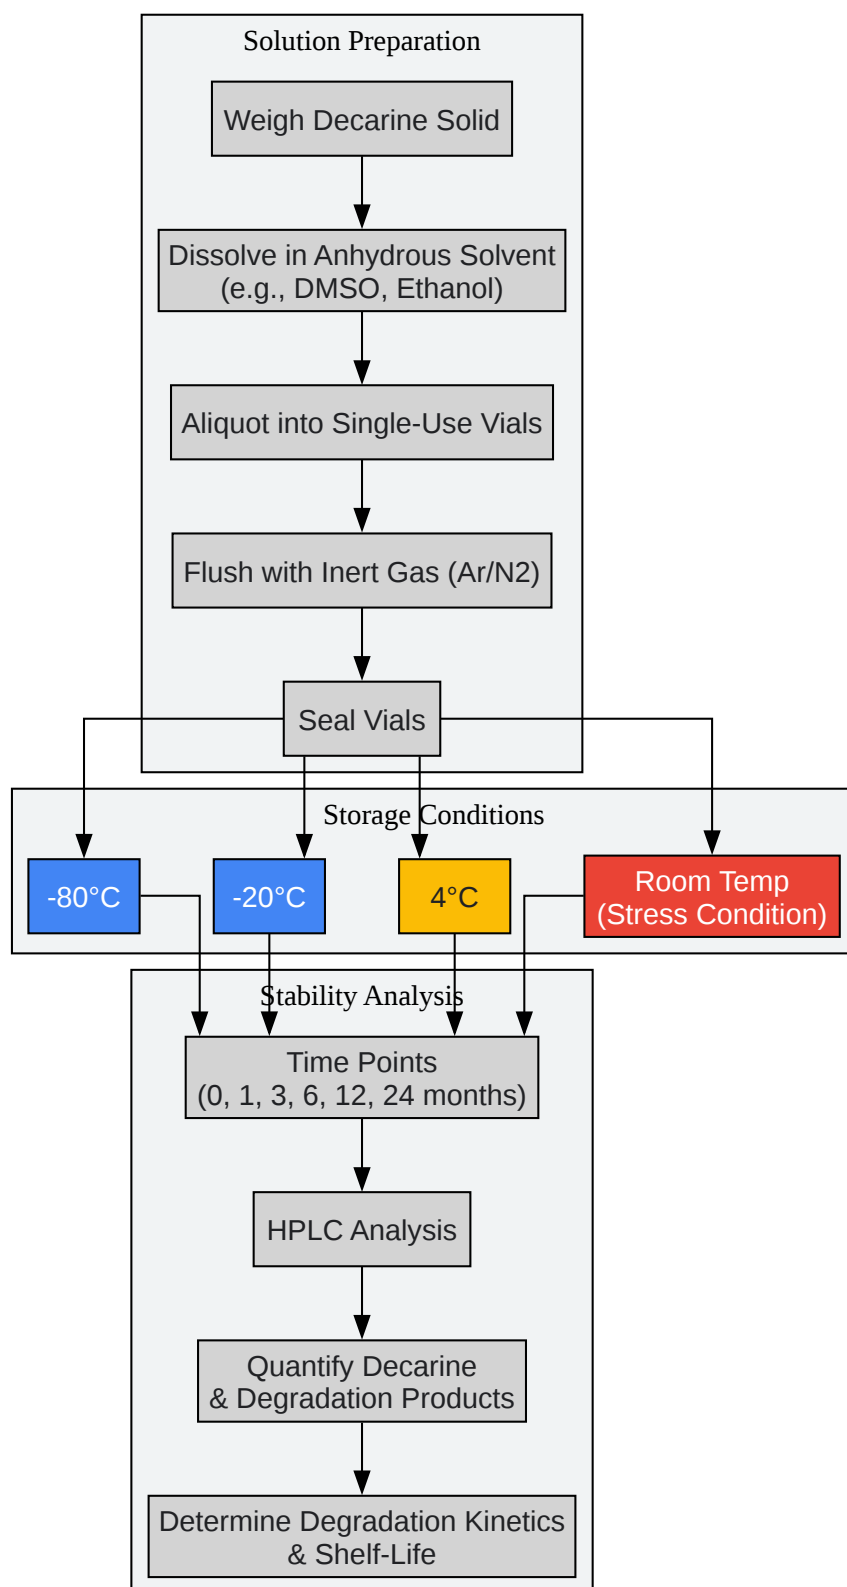 Solution Preparation
Weigh Decarine Solid
Dissolve in Anhydrous Solvent
(e.g., DMSO, Ethanol)
Aliquot into Single-Use Vials
Flush with Inert Gas (Ar/N2)
Seal Vials
Storage Conditions
-80°C
-20°C
4°C
Room Temp
(Stress Condition)
Stability Analysis
Time Points
(0, 1, 3, 6, 12, 24 months)
HPLC Analysis
Quantify Decarine
& Degradation Products
Determine Degradation Kinetics
& Shelf-Life